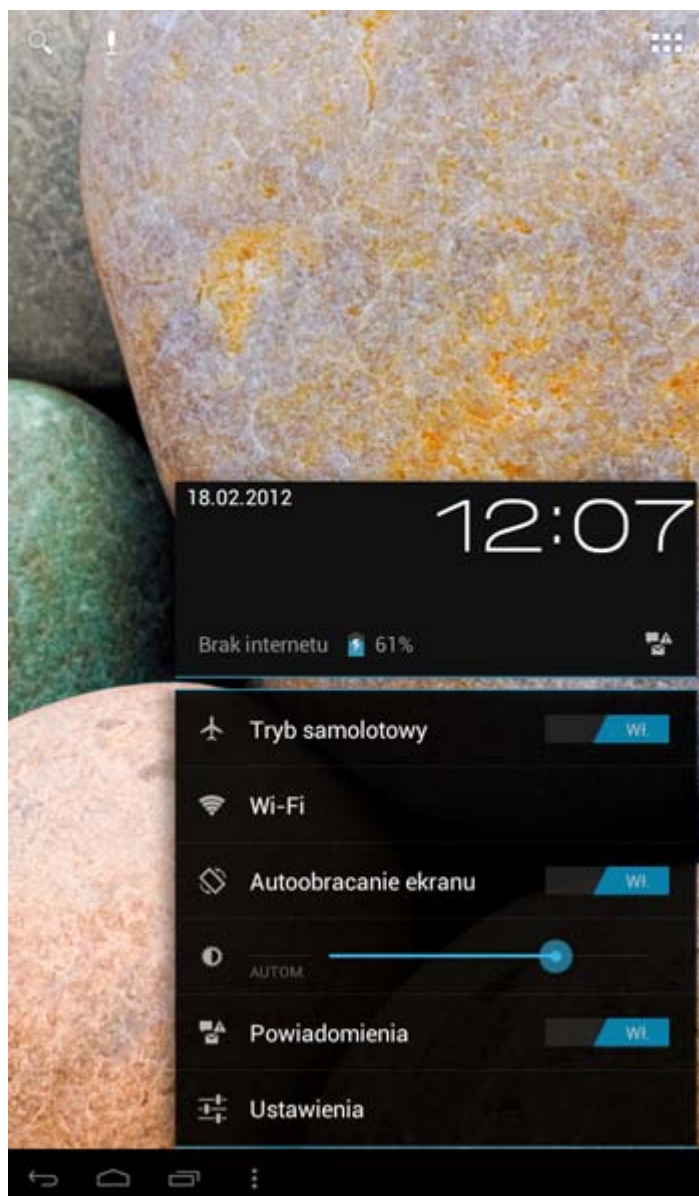 18.02.2012
12:07
Brak internetu 61%
Tryb samolotowy WŁ.
Wi-Fi
Autoobracanie ekranu WŁ.
AUTOM.
Powiadomienia WŁ.
Ustawienia